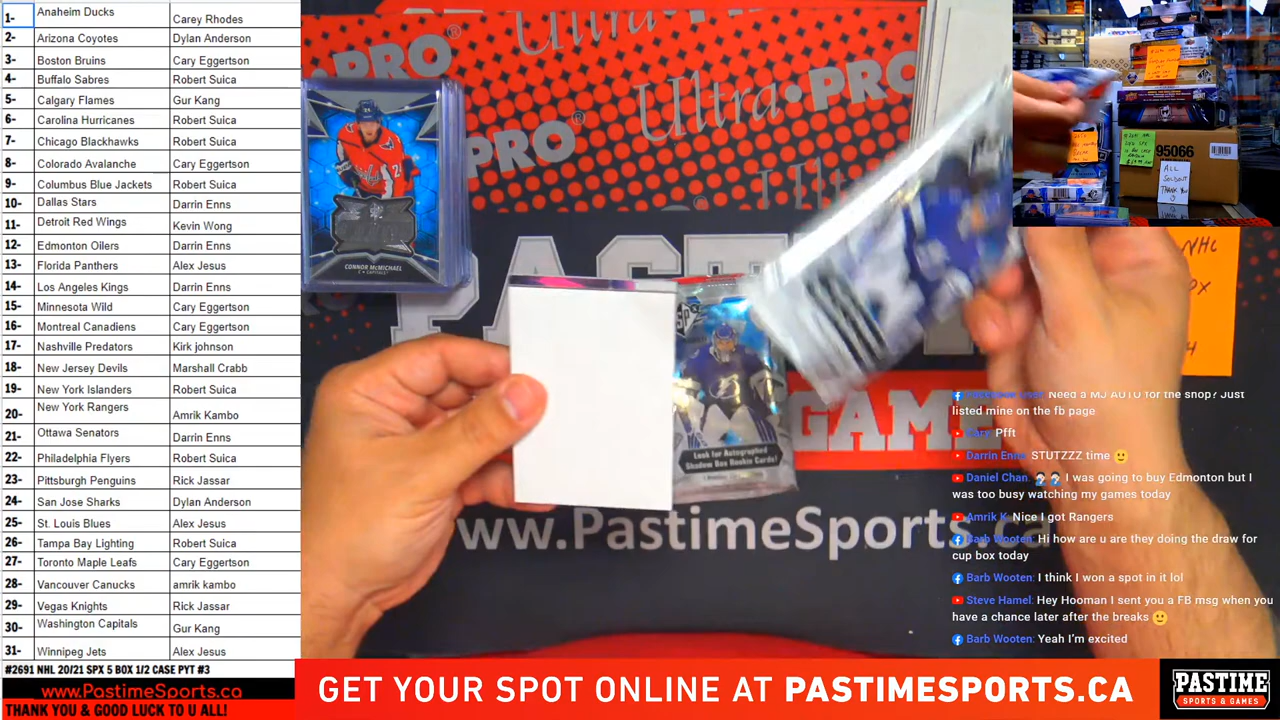 1- Anaheim Ducks Carey Rhodes
2- Arizona Coyotes Dylan Anderson
3- Boston Bruins Cary Eggertson
4- Buffalo Sabres Robert Suica
5- Calgary Flames Gur Kang
6- Carolina Hurricanes Robert Suica
7- Chicago Blackhawks Robert Suica
8- Colorado Avalanche Cary Eggertson
9- Columbus Blue Jackets Robert Suica
10- Dallas Stars Darrin Enns
11- Detroit Red Wings Kevin Wong
12- Edmonton Oilers Darrin Enns
13- Florida Panthers Alex Jesus
14- Los Angeles Kings Darrin Enns
15- Minnesota Wild Cary Eggertson
16- Montreal Canadiens Cary Eggertson
17- Nashville Predators Kirk johnson
18- New Jersey Devils Marshall Crabb
19- New York Islanders Robert Suica
20- New York Rangers Amrik Kambo
21- Ottawa Senators Darrin Enns
22- Philadelphia Flyers Robert Suica
23- Pittsburgh Penguins Rick Jassar
24- San Jose Sharks Dylan Anderson
25- St. Louis Blues Alex Jesus
26- Tampa Bay Lighting Robert Suica
27- Toronto Maple Leafs Cary Eggertson
28- Vancouver Canucks amrik kambo
29- Vegas Knights Rick Jassar
30- Washington Capitals Gur Kang
31- Winnipeg Jets Alex Jesus
#2691 NHL 20/21 SPX 5 BOX 1/2 CASE PYT #3
www.PastimeSports.ca
THANK YOU & GOOD LUCK TO U ALL!
PRO
Ultra•PRO
PRO
CONNOR McMICHAEL
C • CAPITALS
Look for Autographed
Shadow Box Rookie Cards!
GAME
www.PastimeSports.ca
95066
ALL
SOLDOUT
THANK YOU
NHL
Need a MJ AUTO for the shop? Just
listed mine on the fb page
Pfft
Darrin Enns: STUTZZZ time
Daniel Chan: I was going to buy Edmonton but I
was too busy watching my games today
Amrik K: Nice I got Rangers
Barb Wooten: Hi how are u are they doing the draw for
cup box today
Barb Wooten: I think I won a spot in it lol
Steve Hamel: Hey Hooman I sent you a FB msg when you
have a chance later after the breaks
Barb Wooten: Yeah I'm excited
GET YOUR SPOT ONLINE AT PASTIMESPORTS.CA
PASTIME
SPORTS & GAMES